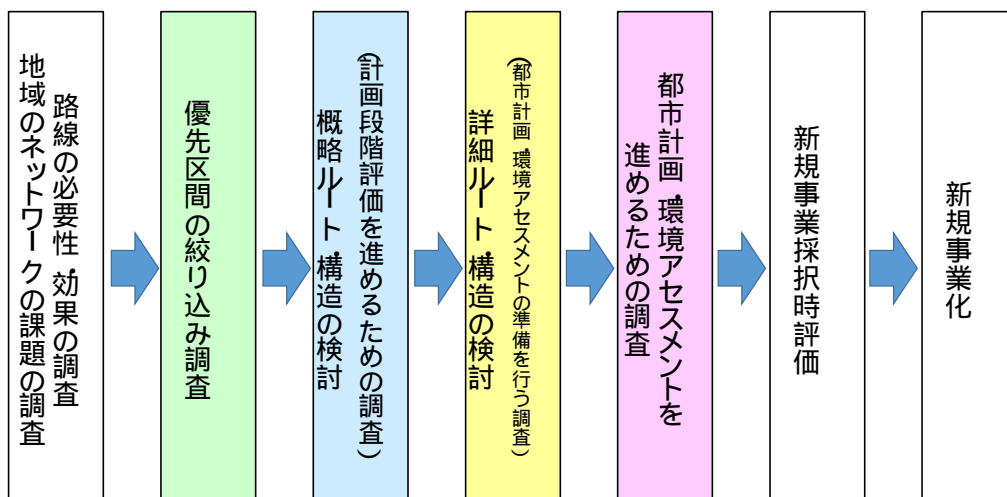 路線の必要性・効果の調査
地域のネットワークの課題の調査
優先区間の絞り込み調査
(計画段階評価を進めるための調査)
概略ルート・構造の検討
(都市計画・環境アセスメントの準備を行う調査)
詳細ルート・構造の検討
都市計画・環境アセスメントを
進めるための調査
新規事業採択時評価
新規事業化